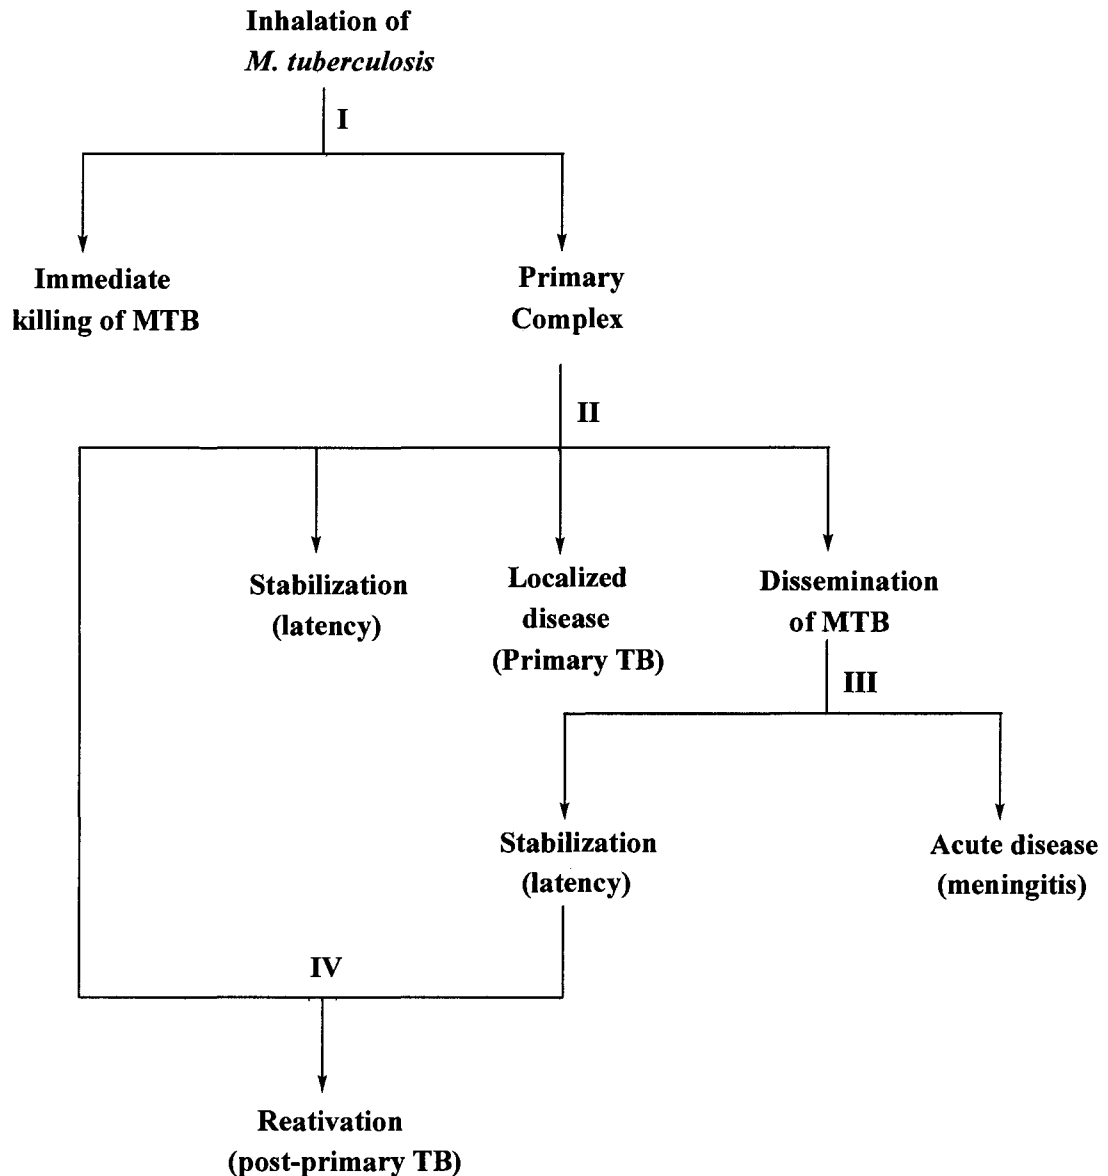 Inhalation of
M. tuberculosis
I
Immediate
killing of MTB
Primary
Complex
II
Stabilization
(latency)
Localized
disease
(Primary TB)
Dissemination
of MTB
III
Stabilization
(latency)
Acute disease
(meningitis)
IV
Reativation
(post-primary TB)